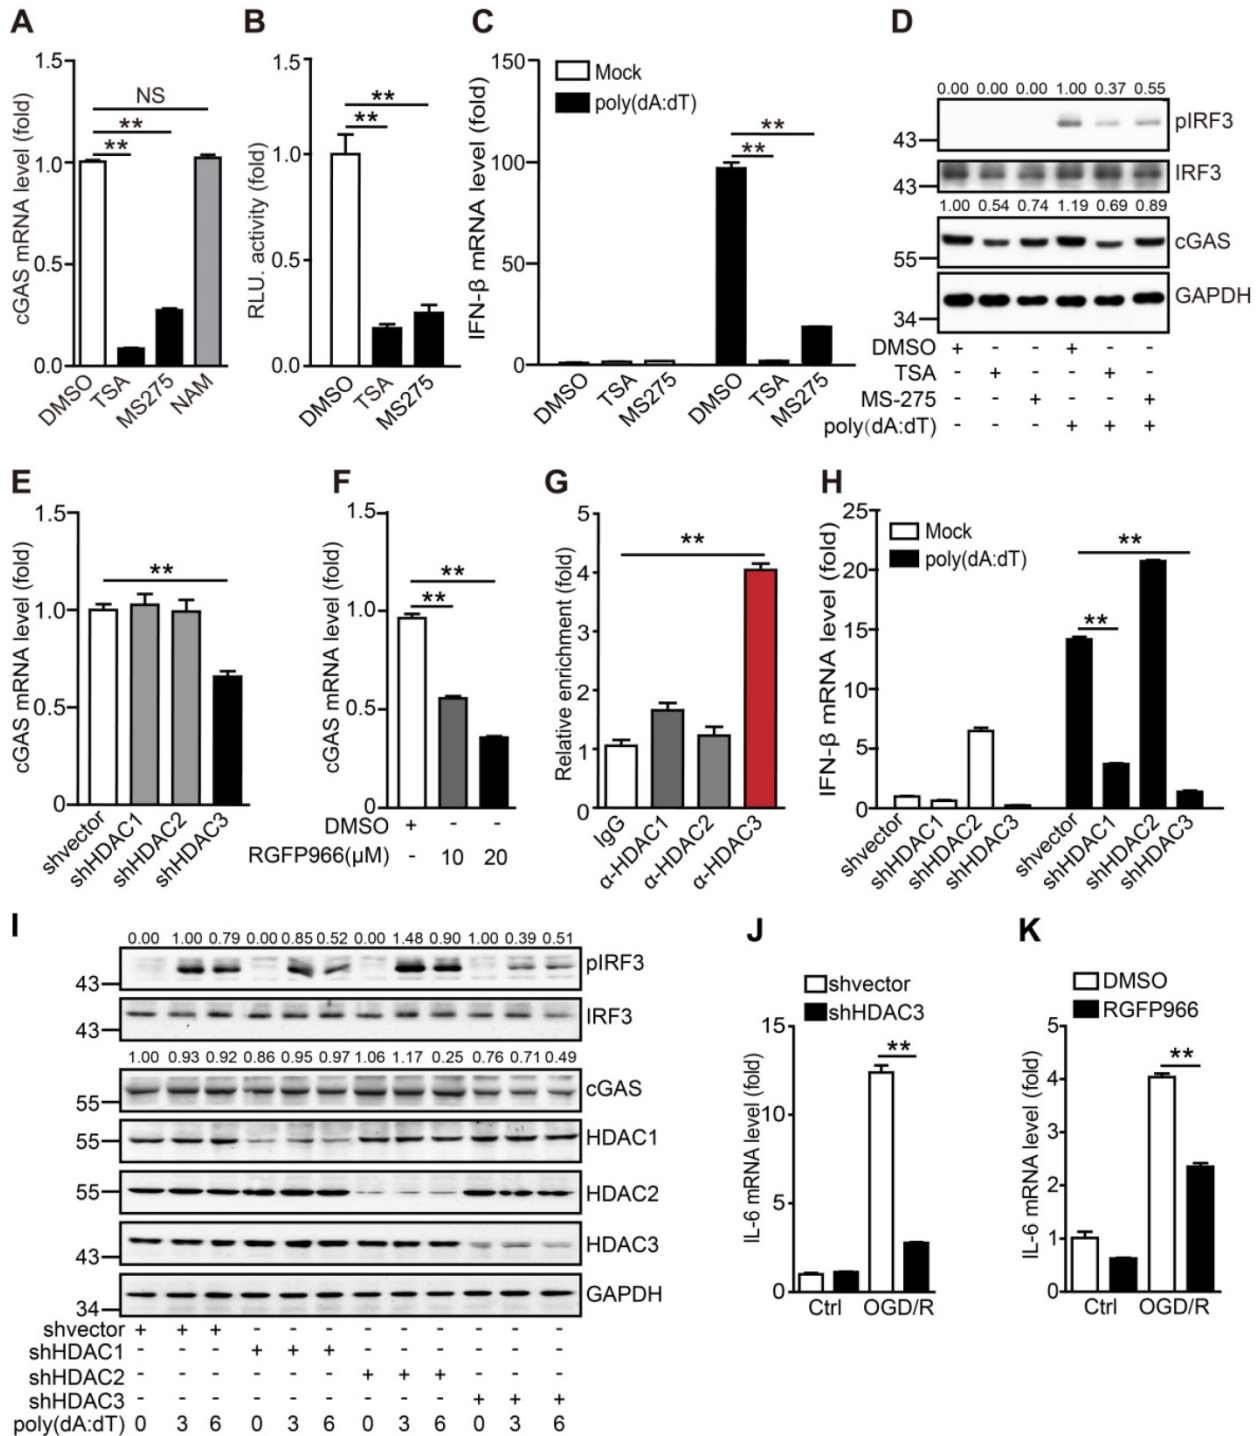 A
1.5
1.0
0.5
0.0
cGAS mRNA level (fold)
NS
**
**
DMSO
TSA
MS275
NAM
B
1.5
1.0
0.5
0.0
RLU. activity (fold)
**
**
DMSO
TSA
MS275
C
150
100
50
0
IFN-β mRNA level (fold)
Mock
poly(dA:dT)
**
**
DMSO
TSA
MS275
DMSO
TSA
MS275
D
0.00 0.00 0.00 1.00 0.37 0.55
43 pIRF3
43 IRF3
1.00 0.54 0.74 1.19 0.69 0.89
55 cGAS
34 GAPDH
DMSO + - - + - -
TSA - + - - + -
MS-275 - - + - - +
poly(dA:dT) - - - + + +
E
1.5
1.0
0.5
0
cGAS mRNA level (fold)
**
shvector
shHDAC1
shHDAC2
shHDAC3
F
1.5
1.0
0.5
0
cGAS mRNA level (fold)
**
**
DMSO + - -
RGFP966(μM) - 10 20
G
5
4
3
2
1
0
Relative enrichment (fold)
**
IgG
α-HDAC1
α-HDAC2
α-HDAC3
H
25
20
15
10
5
0
IFN-β mRNA level (fold)
Mock
poly(dA:dT)
**
**
shvector
shHDAC1
shHDAC2
shHDAC3
shvector
shHDAC1
shHDAC2
shHDAC3
I
0.00 1.00 0.79 0.00 0.85 0.52 0.00 1.48 0.90 1.00 0.39 0.51
43 pIRF3
43 IRF3
1.00 0.93 0.92 0.86 0.95 0.97 1.06 1.17 0.25 0.76 0.71 0.49
55 cGAS
55 HDAC1
55 HDAC2
43 HDAC3
34 GAPDH
shvector + + + - - - - - - - - -
shHDAC1 - - - + + + - - - - - -
shHDAC2 - - - - - - + + + - - -
shHDAC3 - - - - - - - - - + + +
poly(dA:dT) 0 3 6 0 3 6 0 3 6 0 3 6
J
shvector
shHDAC3
15
10
5
0
IL-6 mRNA level (fold)
**
Ctrl OGD/R
K
DMSO
RGFP966
5
4
3
2
1
0
IL-6 mRNA level (fold)
**
Ctrl OGD/R